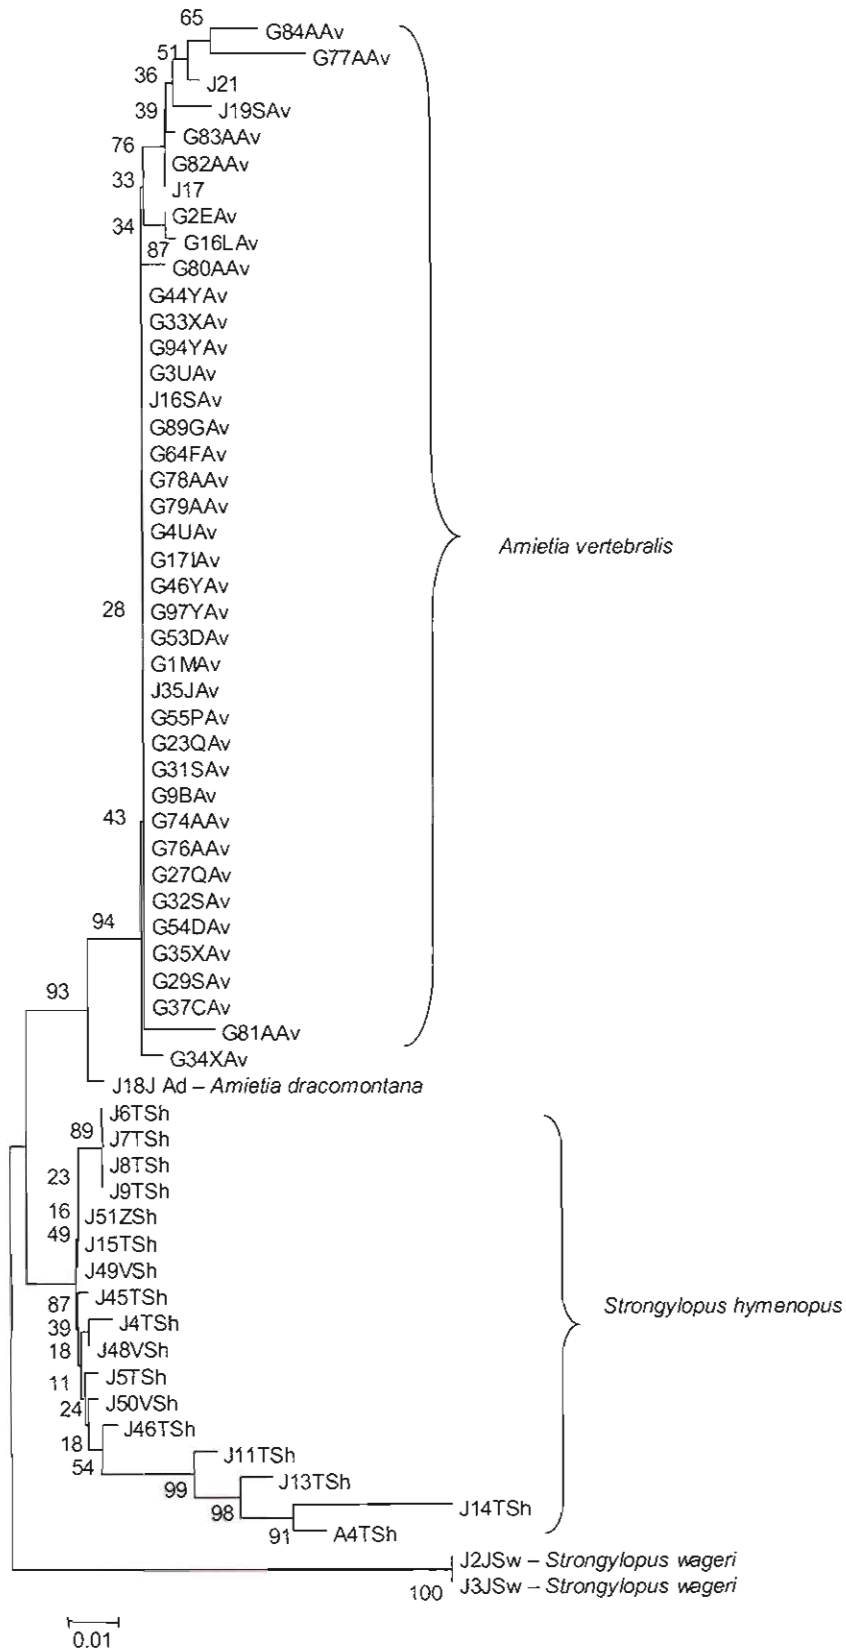 65
G84AAv
51
G77AAv
36
J21
39
J19SAv
G83AAv
76
G82AAv
33
J17
34
G2EAv
G16LAv
87
G80AAv
G44YAv
G33XAv
G94YAv
G3UAv
J16SAv
G89GAv
G64FAv
G78AAv
G79AAv
G4UAv
Amietia vertebralis
G17IAv
G46YAv
28
G97YAv
G53DAv
G1MAv
J35JAv
G55PAv
G23QAv
G31SAv
G9BAv
43
G74AAv
G76AAv
G27QAv
G32SAv
94
G54DAv
G35XAv
G29SAv
93
G37CAv
G81AAv
G34XAv
J18J Ad – Amietia dracomontana
J6TSh
89
J7TSh
J8TSh
23
J9TSh
16
J51ZSh
49
J15TSh
J49VSh
87
J45TSh
Strongylopus hymenopus
39
J4TSh
18
J48VSh
11
J5TSh
24
J50VSh
J46TSh
18
J11TSh
54
99
J13TSh
98
J14TSh
91
A4TSh
J2JSw – Strongylopus wageri
100
J3JSw – Strongylopus wageri
0.01